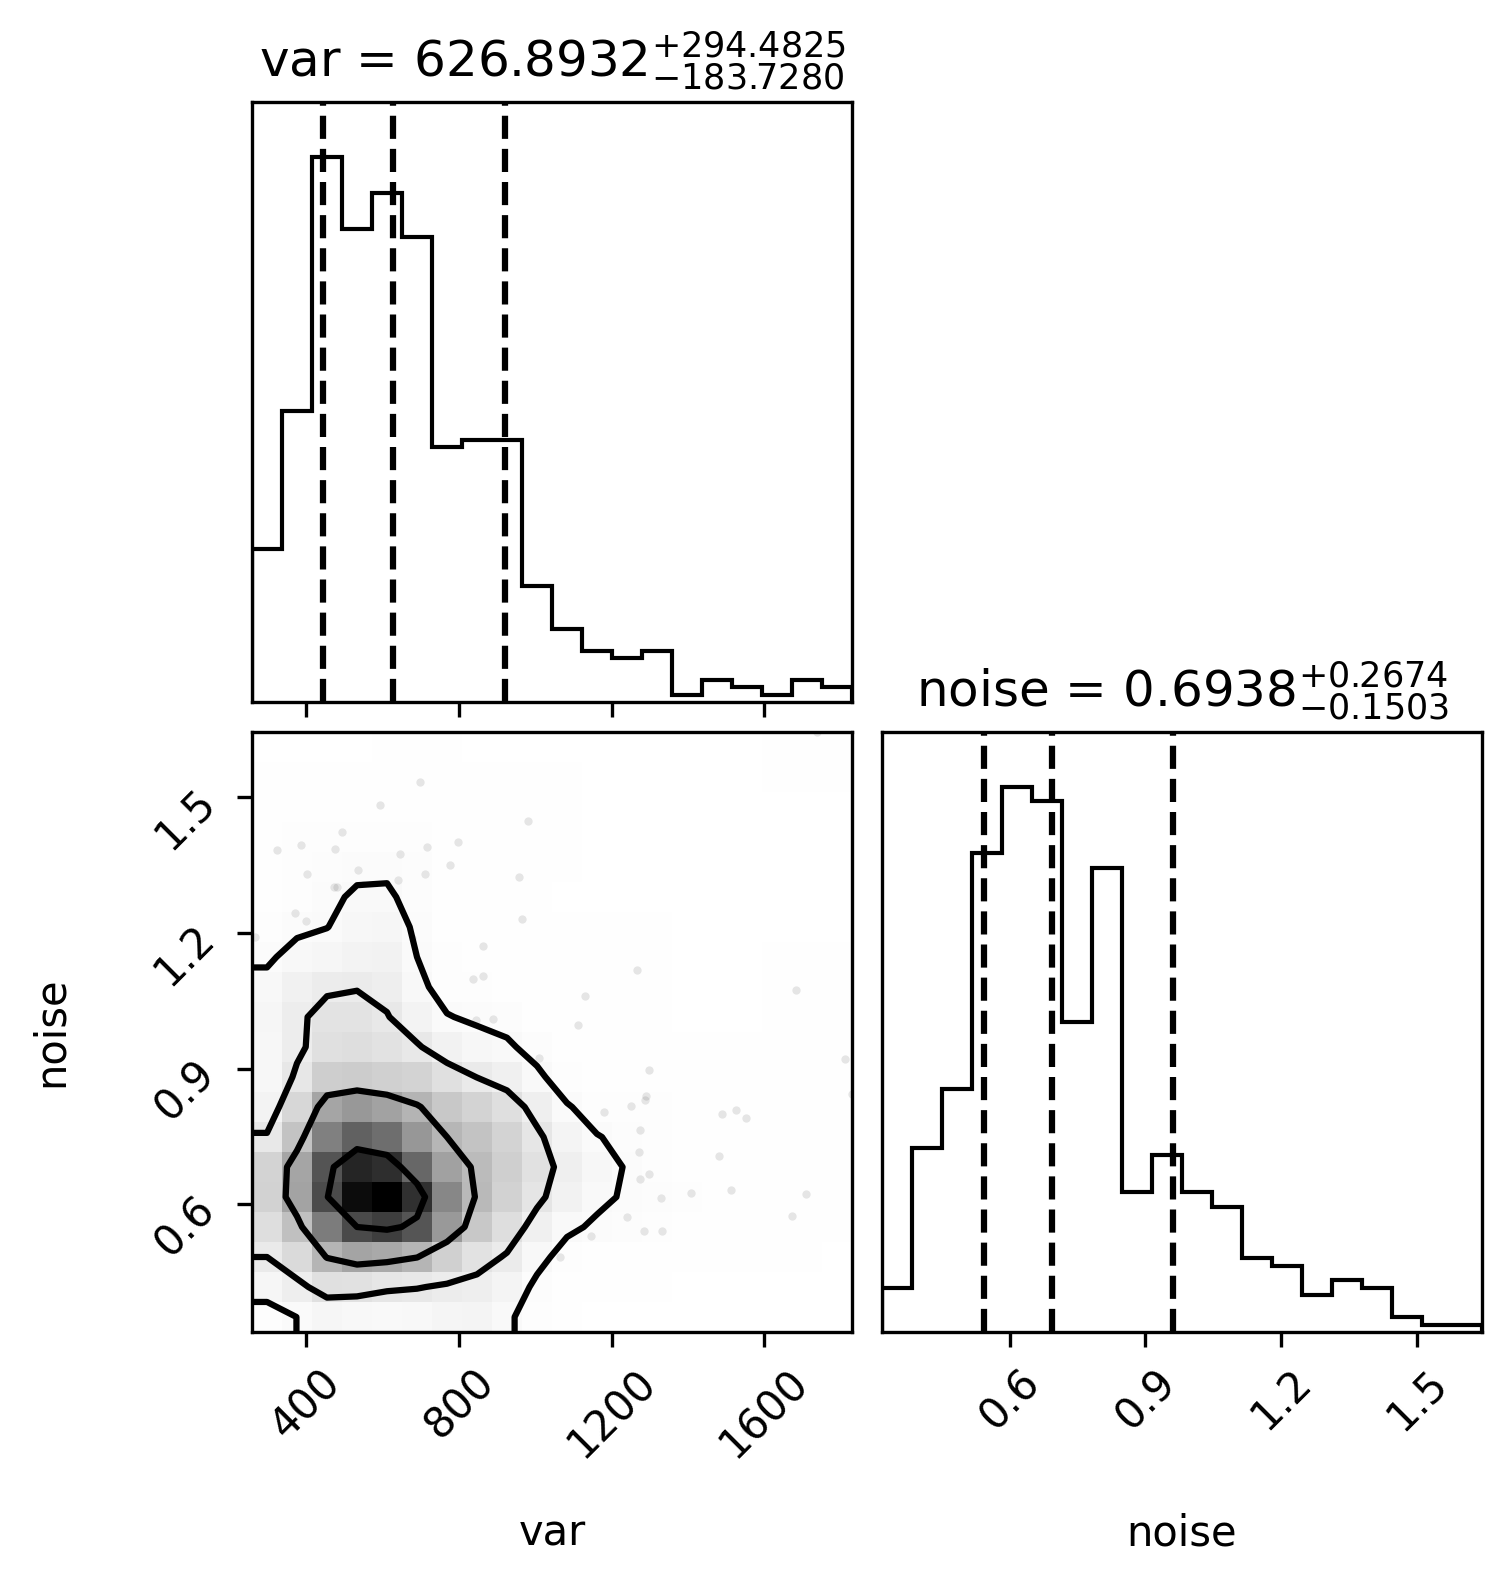 var = 626.8932+294.4825−183.7280
noise = 0.6938+0.2674−0.1503
1.5
1.2
0.9
0.6
noise
400 800 1200 1600
0.6 0.9 1.2 1.5
var
noise